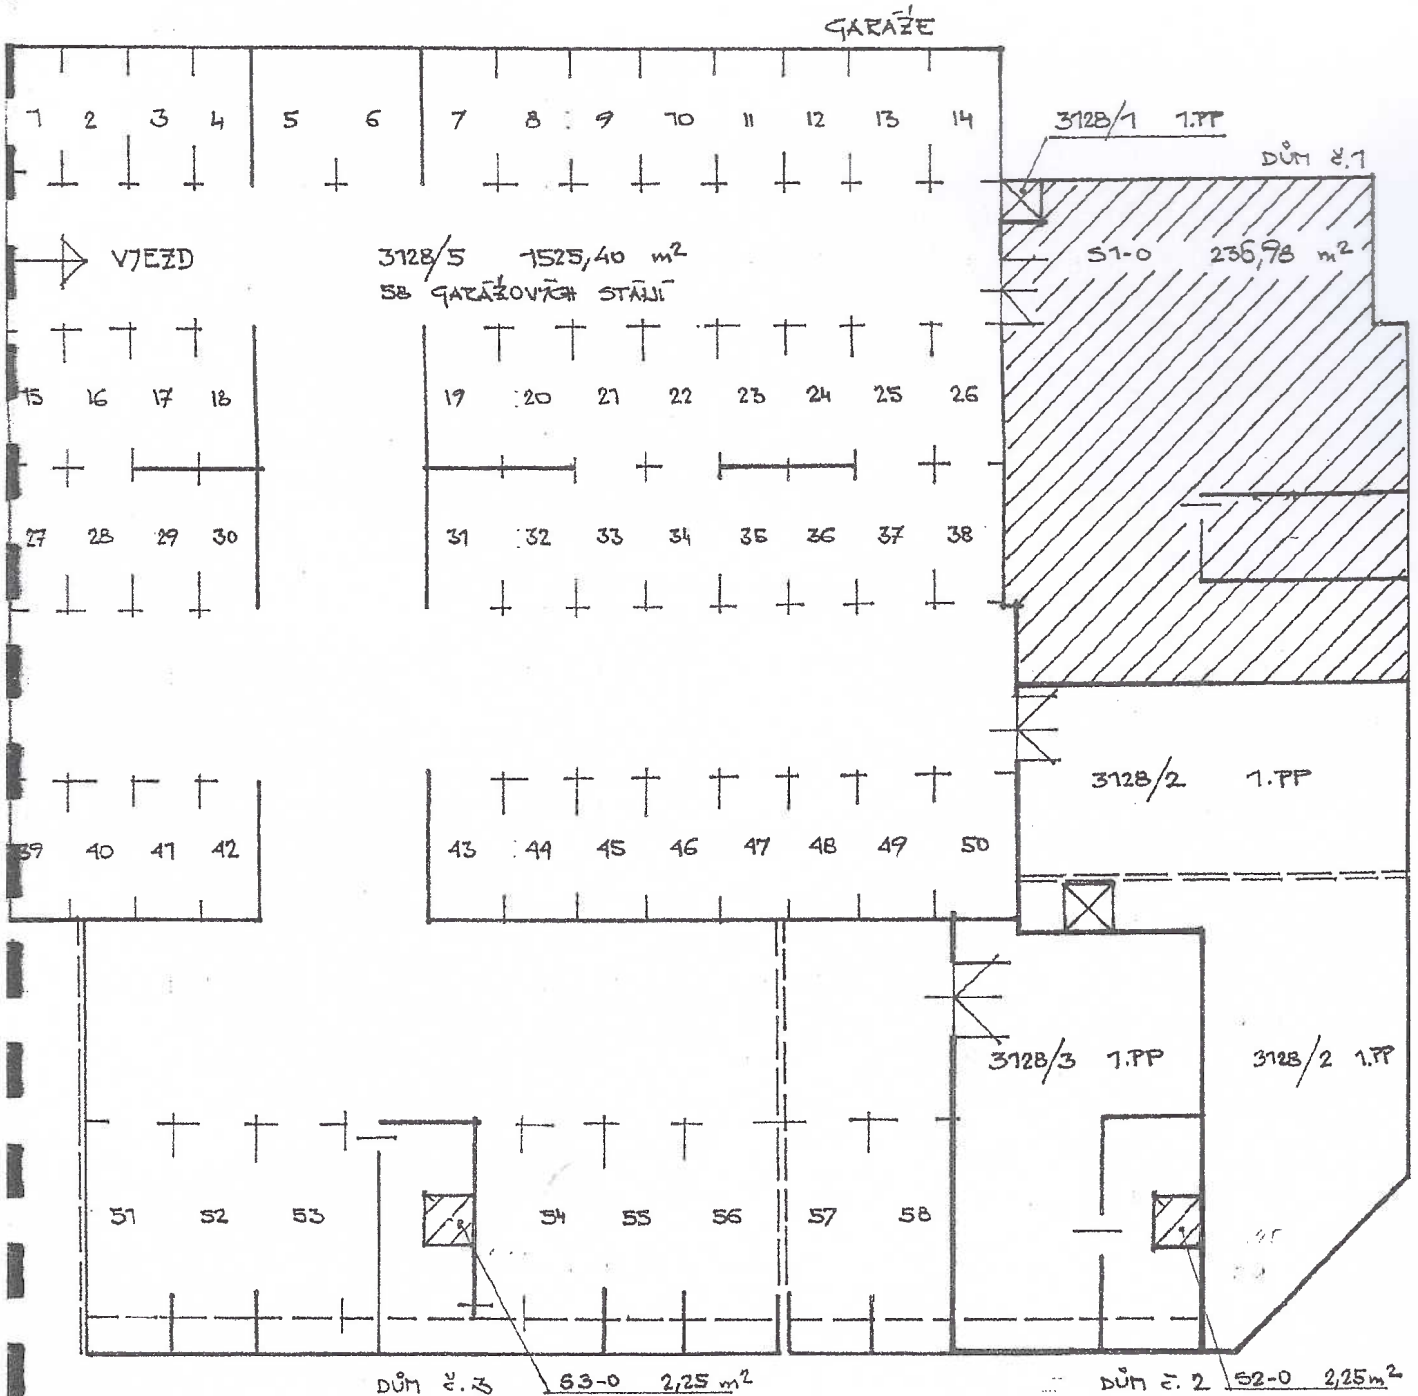 GARÁŽE
1 2 3 4 5 6 7 8 9 10 11 12 13 14
3128/1 1.PP
DŮM č.1
VJEZD
3128/5 1525,40 m²
58 GARÁŽOVÝCH STÁNÍ
S1-0 236,98 m²
15 16 17 18 19 20 21 22 23 24 25 26
27 28 29 30 31 32 33 34 35 36 37 38
3128/2 1.PP
39 40 41 42 43 44 45 46 47 48 49 50
3128/3 1.PP
3128/2 1.PP
51 52 53 54 55 56 57 58
DŮM č.3
S3-0 2,25 m²
DŮM č.2
S2-0 2,25 m²